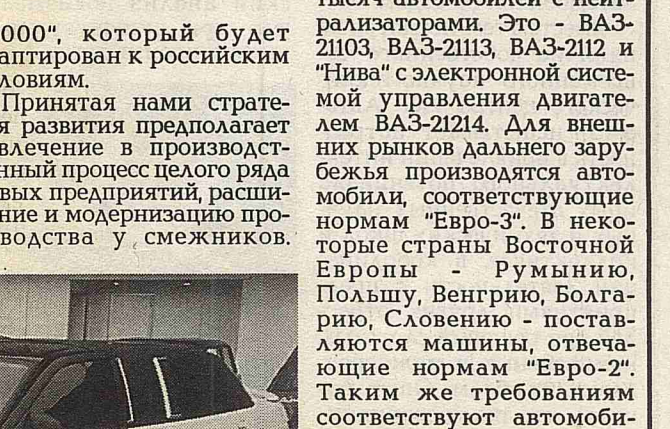 000", который будет
аптирован к российским
ловиям.
Принятая нами страте-
я развития предполагает
влечение в производст-
нный процесс целого ряда
вых предприятий, расши-
ние и модернизацию про-
водства у смежников.
тысяч автомобилей с нейт-
рализаторами. Это - ВАЗ-
21103, ВАЗ-21113, ВАЗ-2112 и
"Нива" с электронной систе-
мой управления двигате-
лем ВАЗ-21214. Для внеш-
них рынков дальнего зару-
бежья производятся авто-
мобили, соответствующие
нормам "Евро-3". В неко-
торые страны Восточной
Европы - Румынию,
Польшу, Венгрию, Болга-
рию, Словению - постав-
ляются машины, отвеча-
ющие нормам "Евро-2".
Таким же требованиям
соответствуют автомоби-